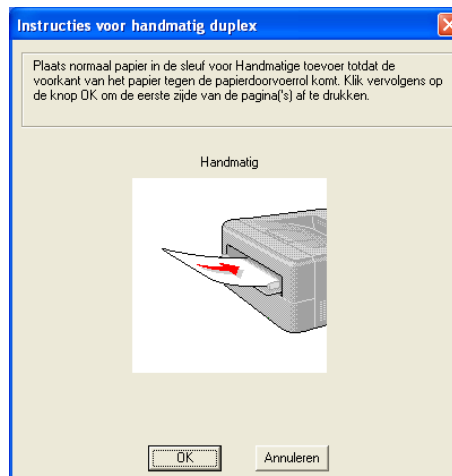 Instructies voor handmatig duplex
Plaats normaal papier in de sleuf voor Handmatige toevoer totdat de
voorkant van het papier tegen de papierdoorvoerrol komt. Klik vervolgens op
de knop OK om de eerste zijde van de pagina('s) af te drukken.
Handmatig
OK
Annuleren